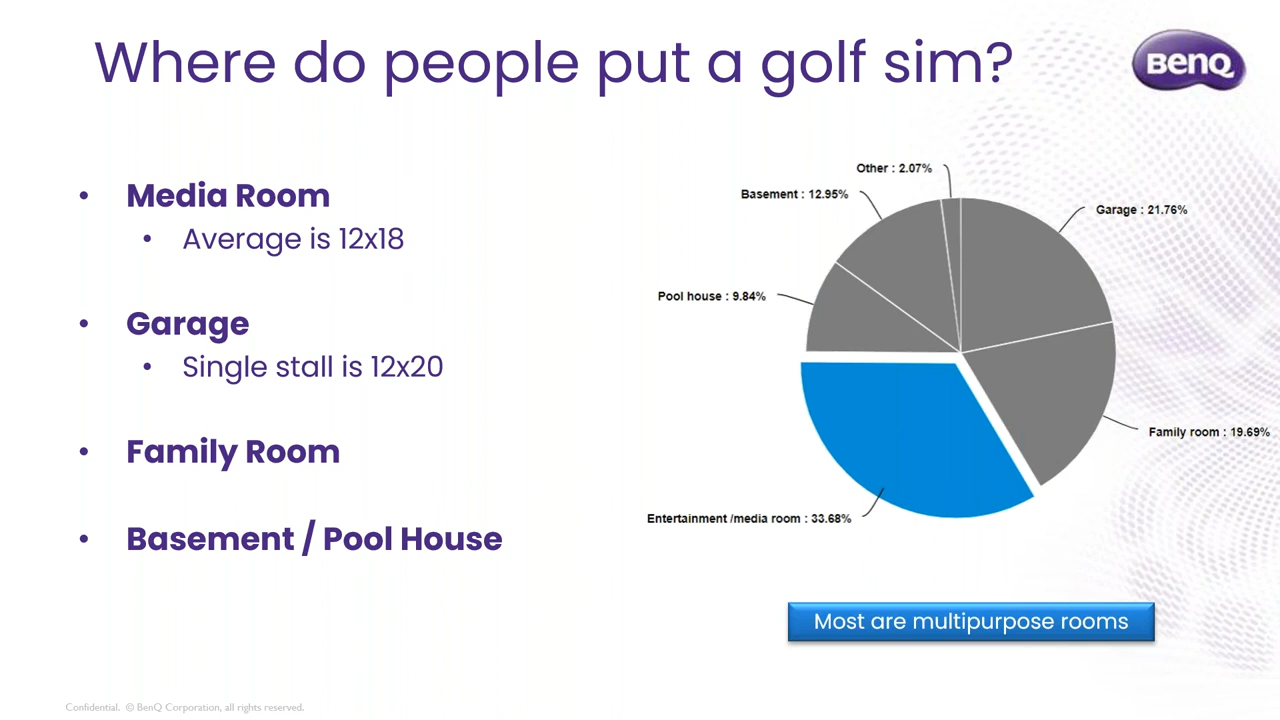 Where do people put a golf sim?
BenQ
• Media Room
• Average is 12x18
• Garage
• Single stall is 12x20
• Family Room
• Basement / Pool House
Other : 2.07%
Basement : 12.95%
Garage : 21.76%
Pool house : 9.84%
Family room : 19.69%
Entertainment /media room : 33.68%
Most are multipurpose rooms
Confidential. © BenQ Corporation, all rights reserved.